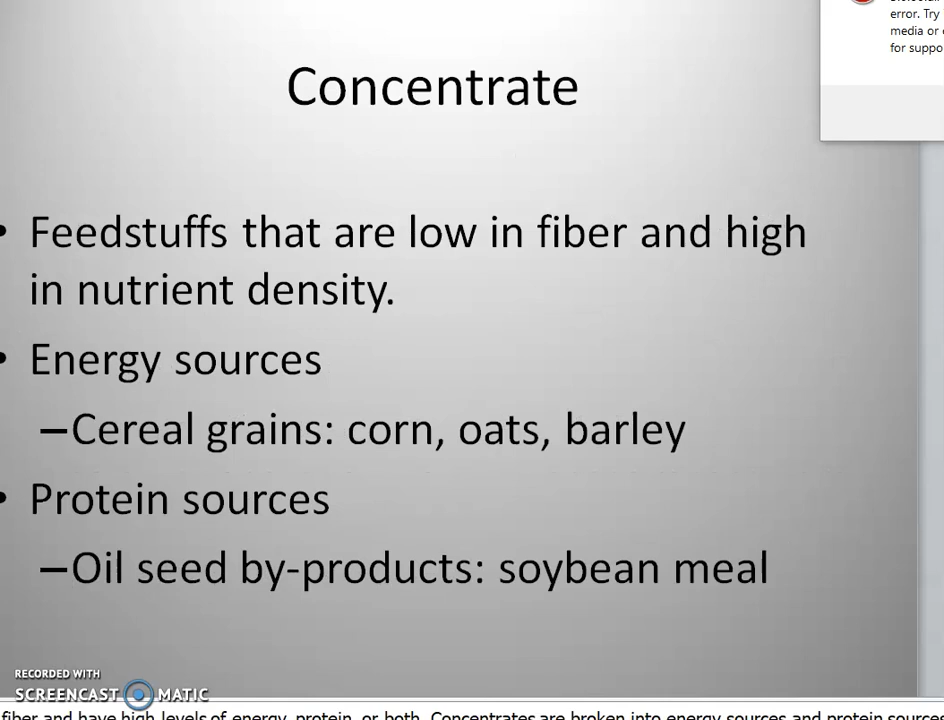 error. Try
media or
for suppo
Concentrate
• Feedstuffs that are low in fiber and high
in nutrient density.
• Energy sources
–Cereal grains: corn, oats, barley
• Protein sources
–Oil seed by-products: soybean meal
RECORDED WITH
SCREENCAST MATIC
fiber and have high levels of energy, protein, or both. Concentrates are broken into energy sources and protein sources